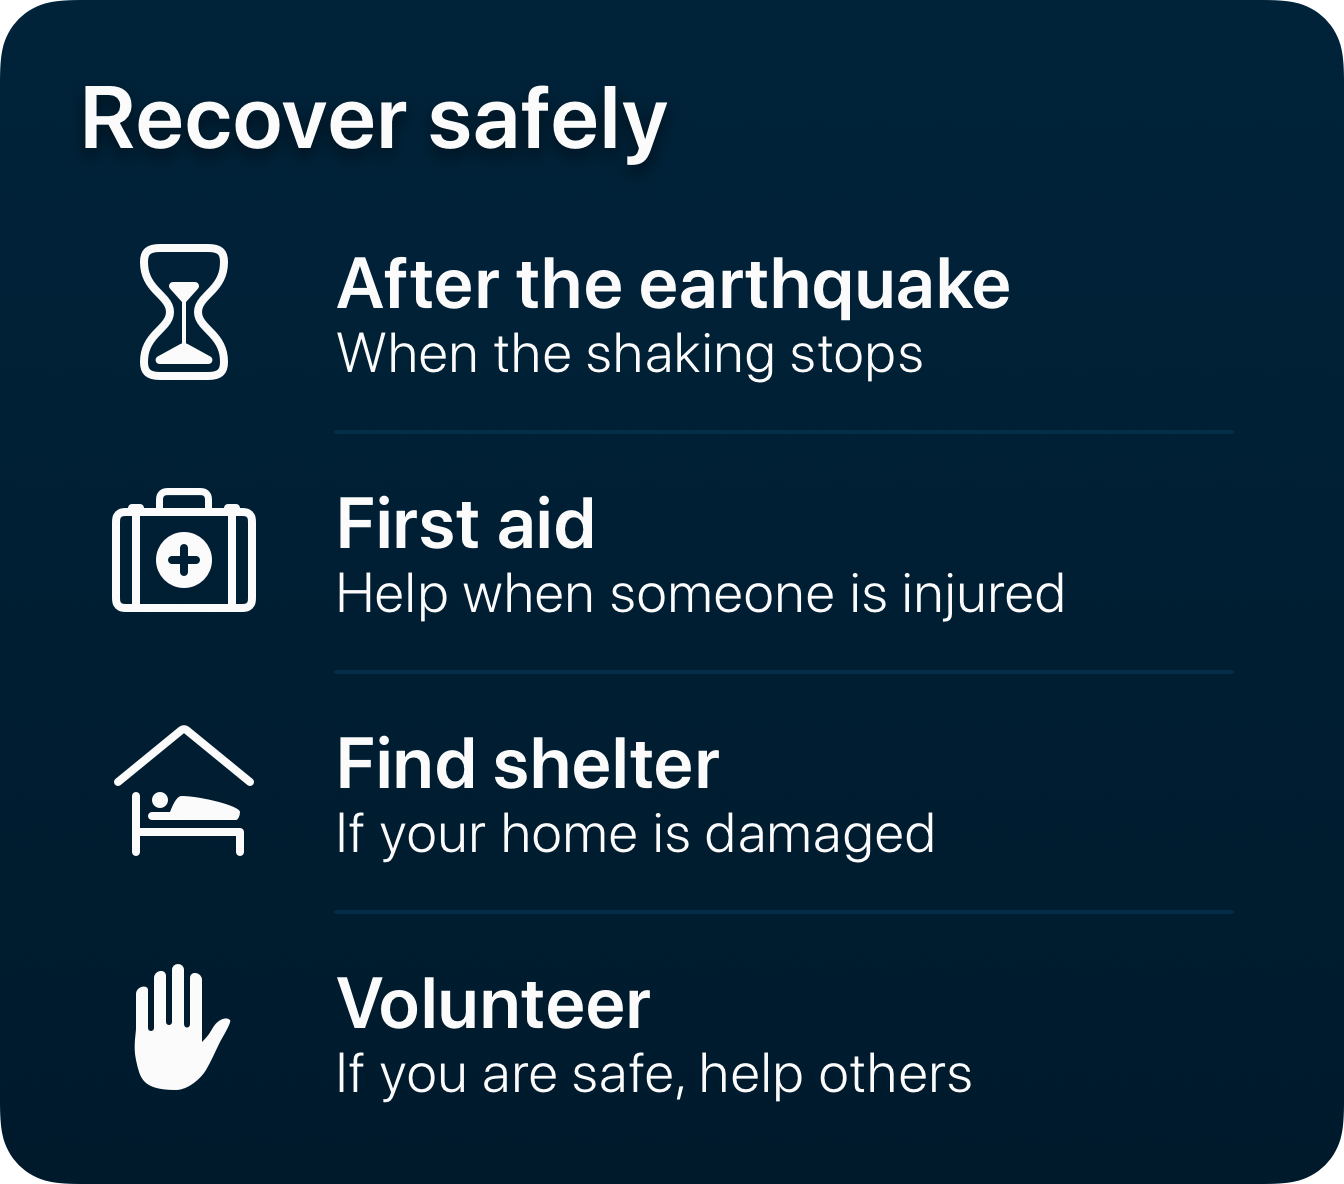 Recover safely
After the earthquake
When the shaking stops
First aid
Help when someone is injured
Find shelter
If your home is damaged
Volunteer
If you are safe, help others